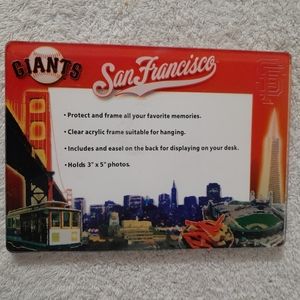 GIANTS
San Francisco
• Protect and frame all your favorite memories.
• Clear acrylic frame suitable for hanging.
• Includes and easel on the back for displaying on your desk.
• Holds 3" x 5" photos.